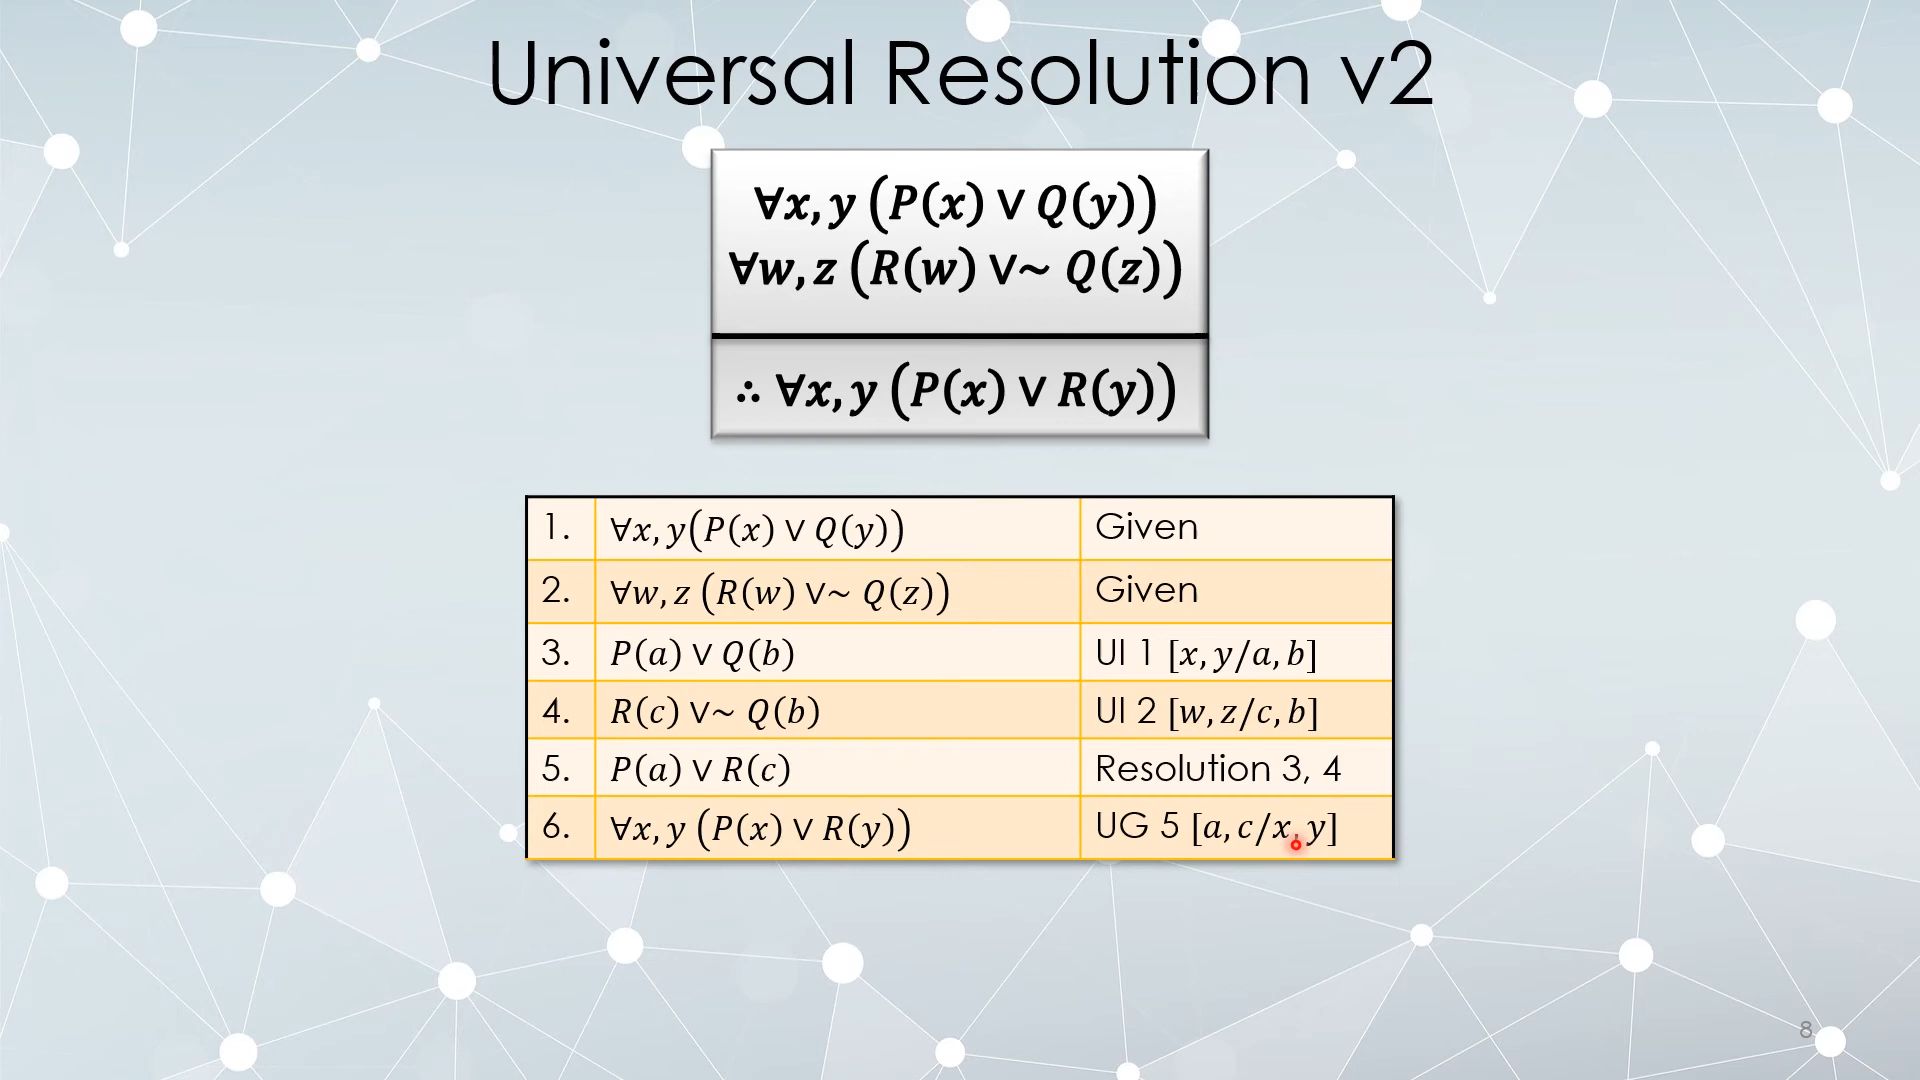 Universal Resolution v2
∀x, y (P(x) ∨ Q(y))
∀w, z (R(w) ∨~ Q(z))
∴ ∀x, y (P(x) ∨ R(y))
1. ∀x, y(P(x) ∨ Q(y)) Given
2. ∀w, z (R(w) ∨~ Q(z)) Given
3. P(a) ∨ Q(b) UI 1 [x, y/a, b]
4. R(c) ∨~ Q(b) UI 2 [w, z/c, b]
5. P(a) ∨ R(c) Resolution 3, 4
6. ∀x, y (P(x) ∨ R(y)) UG 5 [a, c/x, y]
8